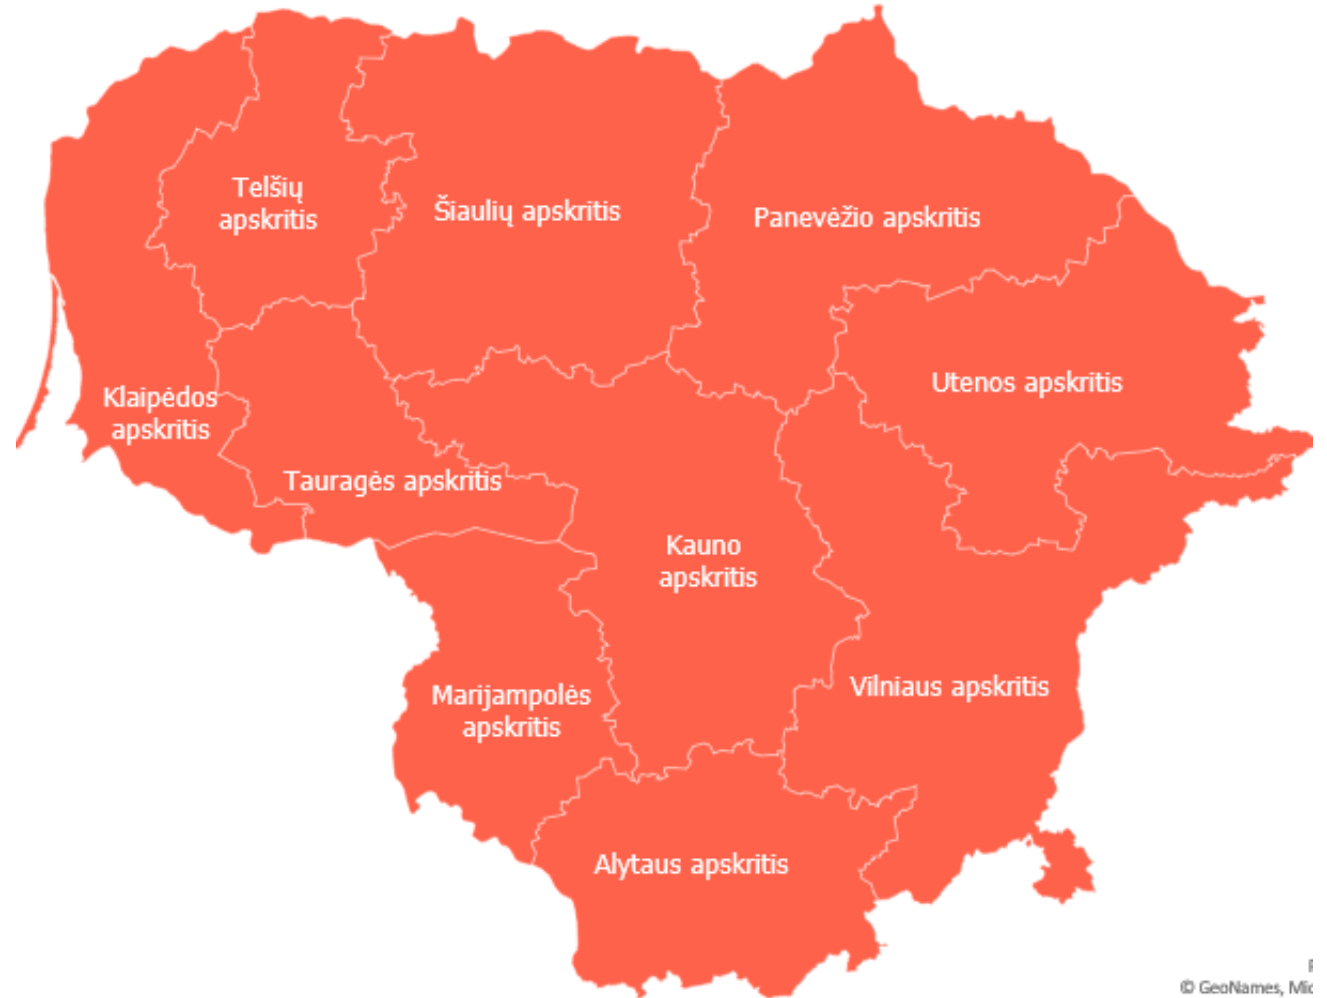 Telšių
apskritis
Šiaulių apskritis
Panevėžio apskritis
Klaipėdos
apskritis
Utenos apskritis
Tauragės apskritis
Kauno
apskritis
Marijampolės
apskritis
Vilniaus apskritis
Alytaus apskritis
© GeoNames,